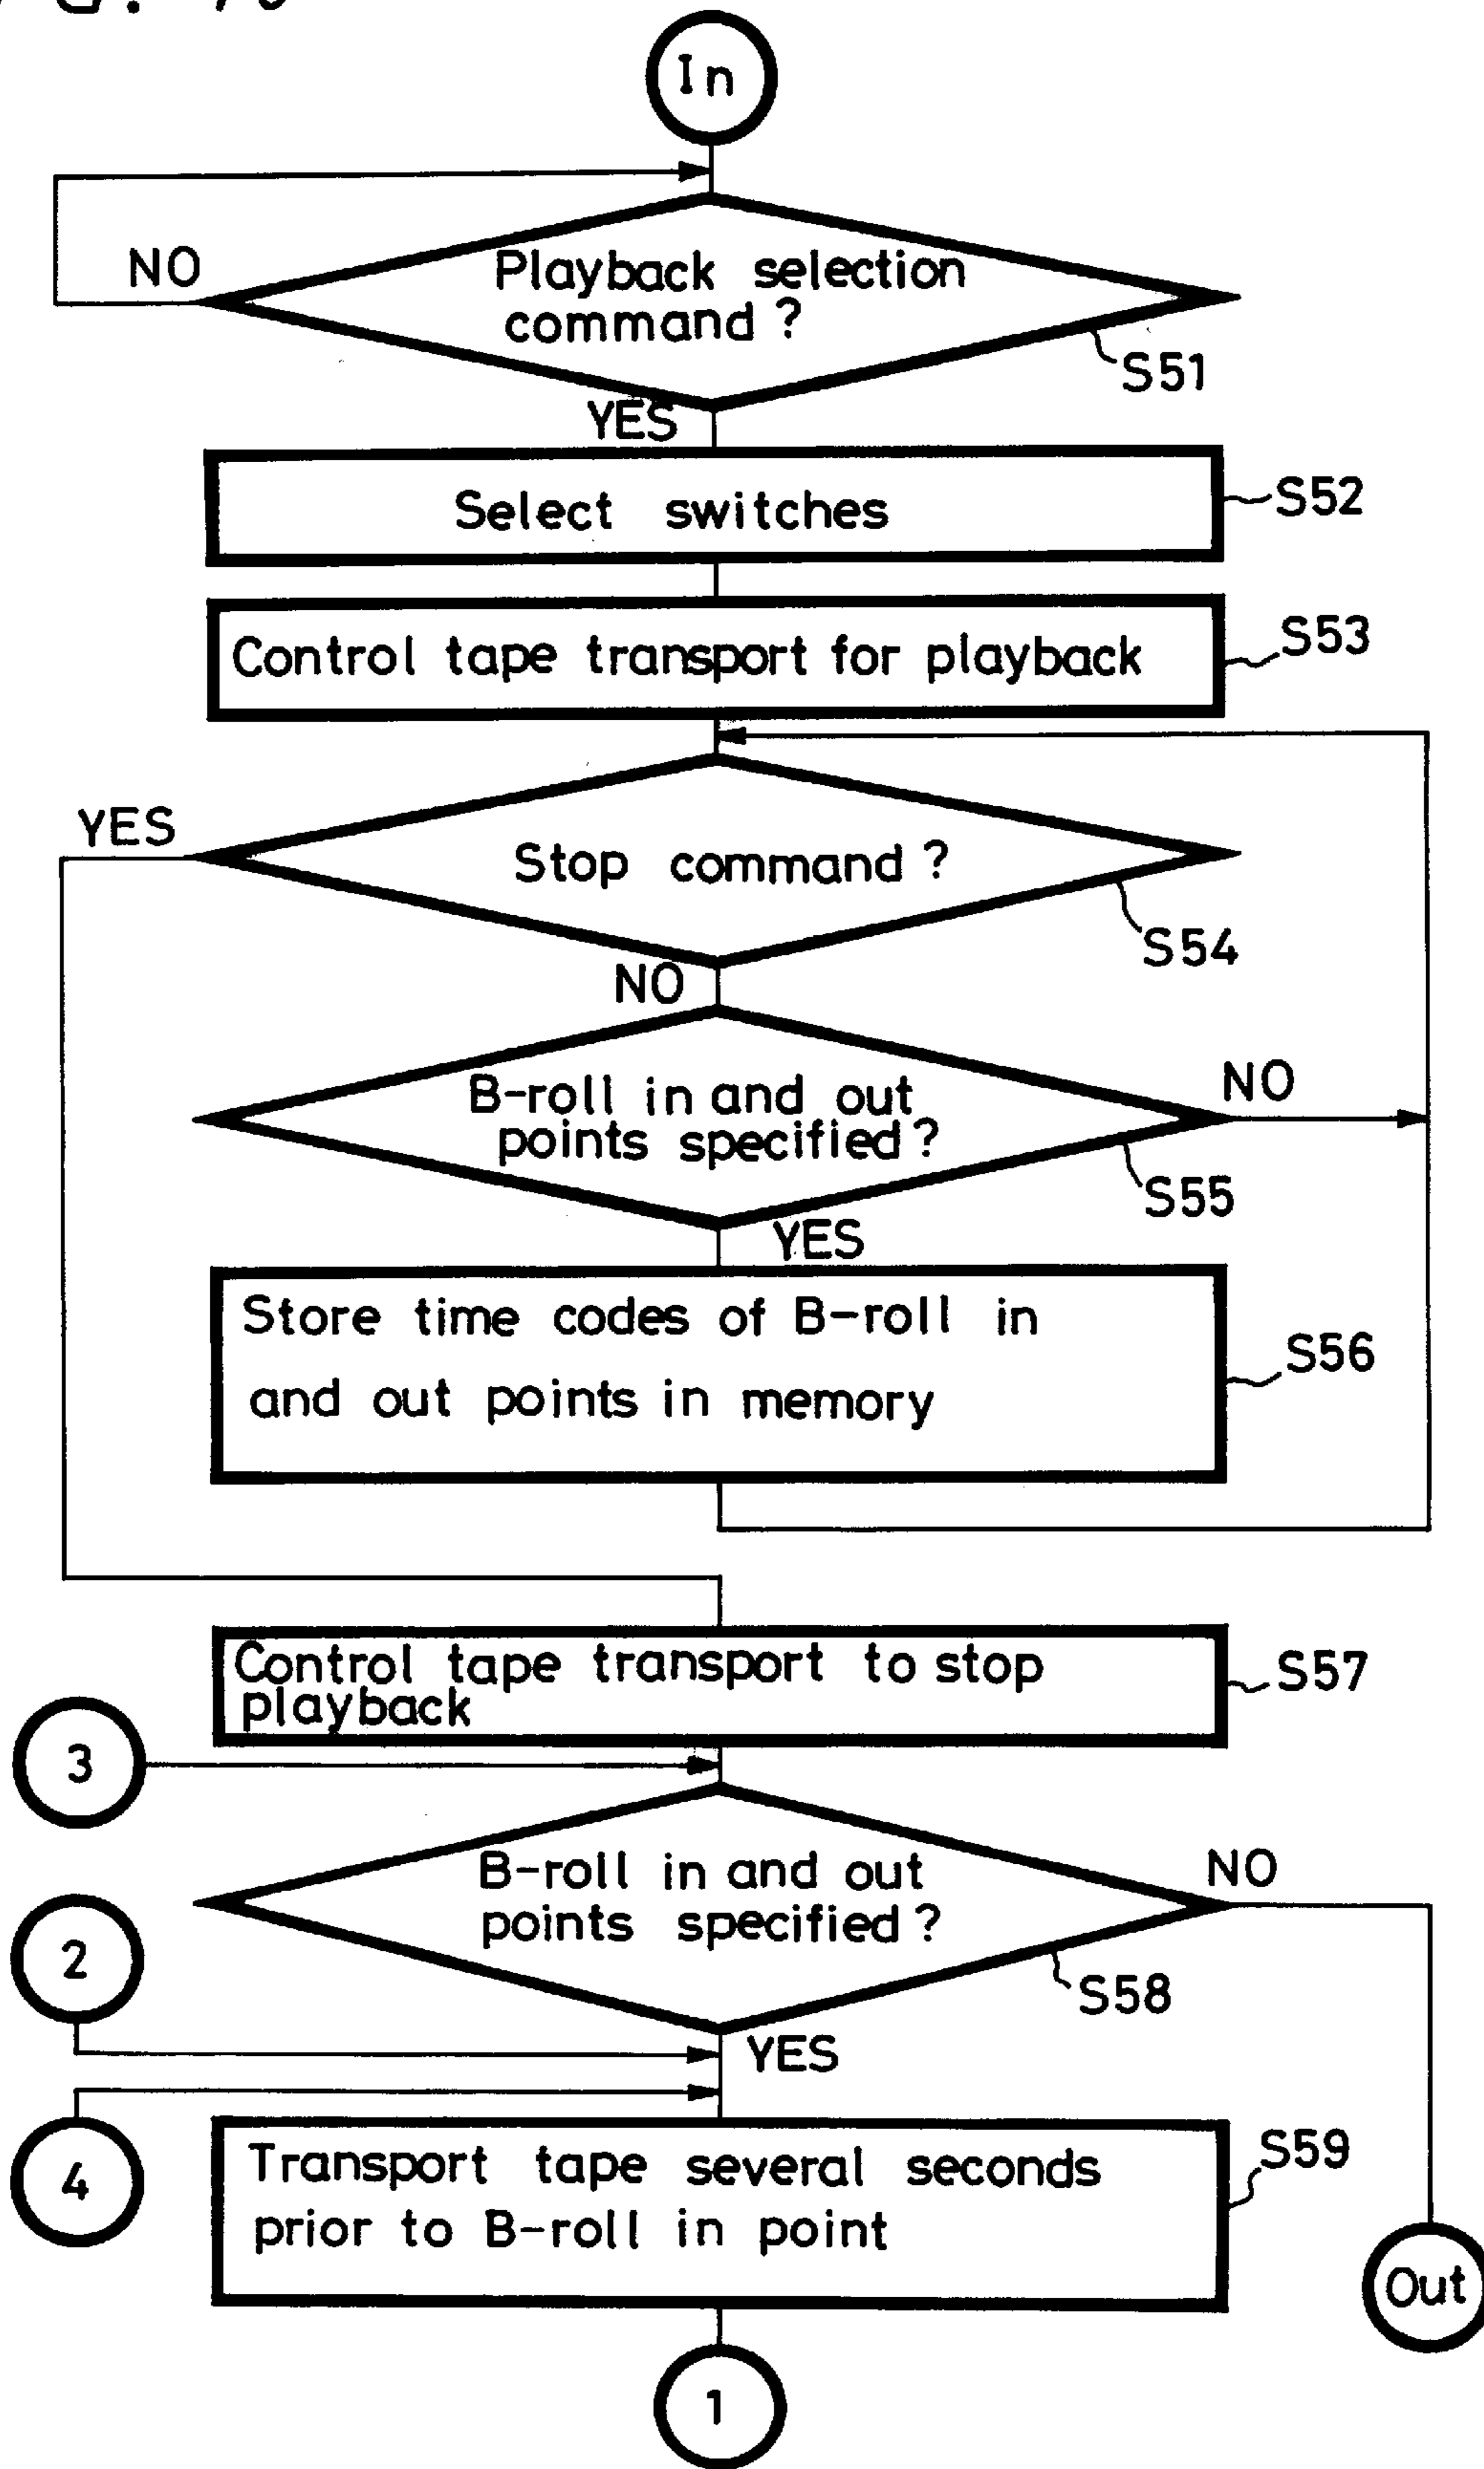 In
NO
Playback selection
command ?
S51
YES
Select switches
S52
Control tape transport for playback
S53
YES
Stop command ?
S54
NO
B-roll in and out
points specified ?
NO
S55
YES
Store time codes of B-roll in
and out points in memory
S56
Control tape transport to stop
playback
S57
3
B-roll in and out
points specified ?
NO
2
S58
YES
4
Transport tape several seconds
prior to B-roll in point
S59
Out
1